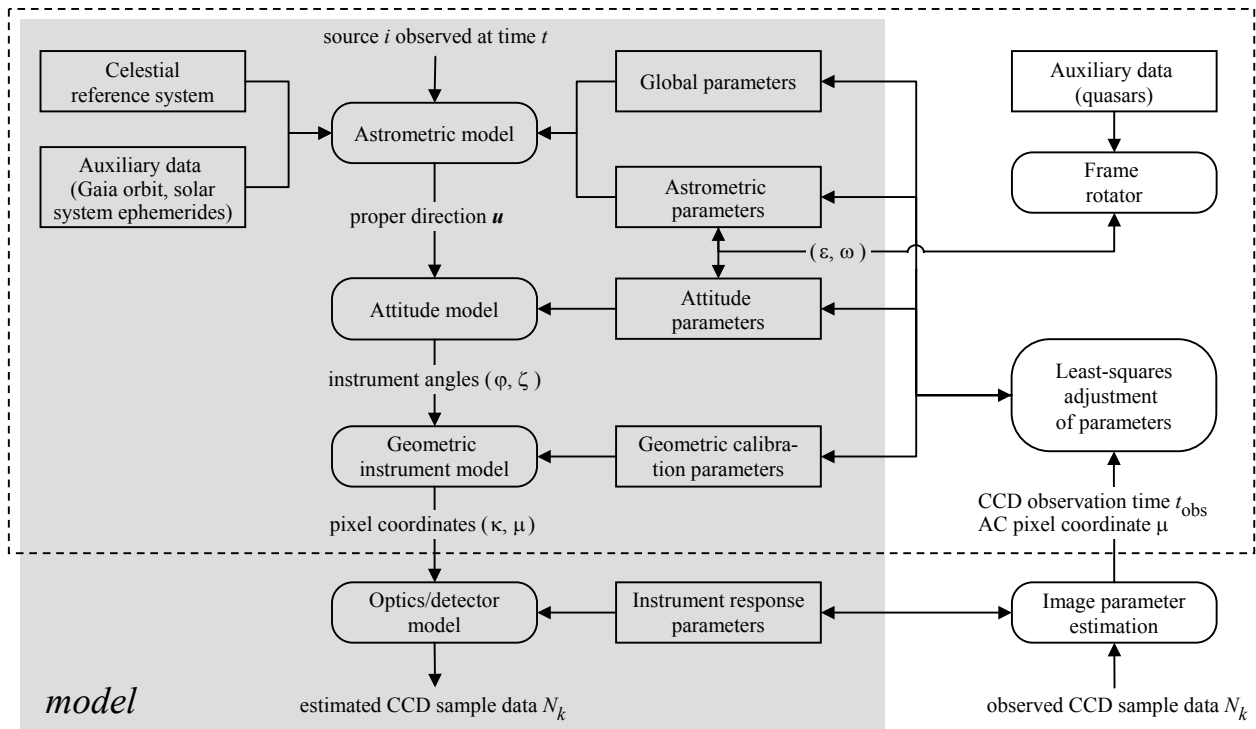 source i observed at time t
Celestial
reference system
Global parameters
Auxiliary data
(quasars)
Astrometric model
Auxiliary data
(Gaia orbit, solar
system ephemerides)
Astrometric
parameters
Frame
rotator
proper direction u
(ε, ω)
Attitude model
Attitude
parameters
instrument angles (φ, ζ)
Least-squares
adjustment
of parameters
Geometric
instrument model
Geometric calibra-
tion parameters
pixel coordinates (κ, μ)
CCD observation time t_obs
AC pixel coordinate μ
Optics/detector
model
Instrument response
parameters
Image parameter
estimation
model
estimated CCD sample data N_k
observed CCD sample data N_k